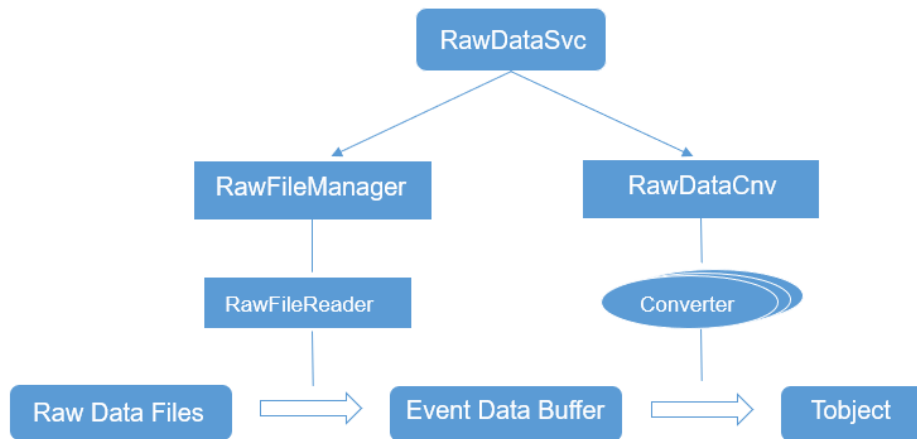 RawDataSvc
RawFileManager
RawDataCnv
RawFileReader
Converter
Raw Data Files
Event Data Buffer
Tobject